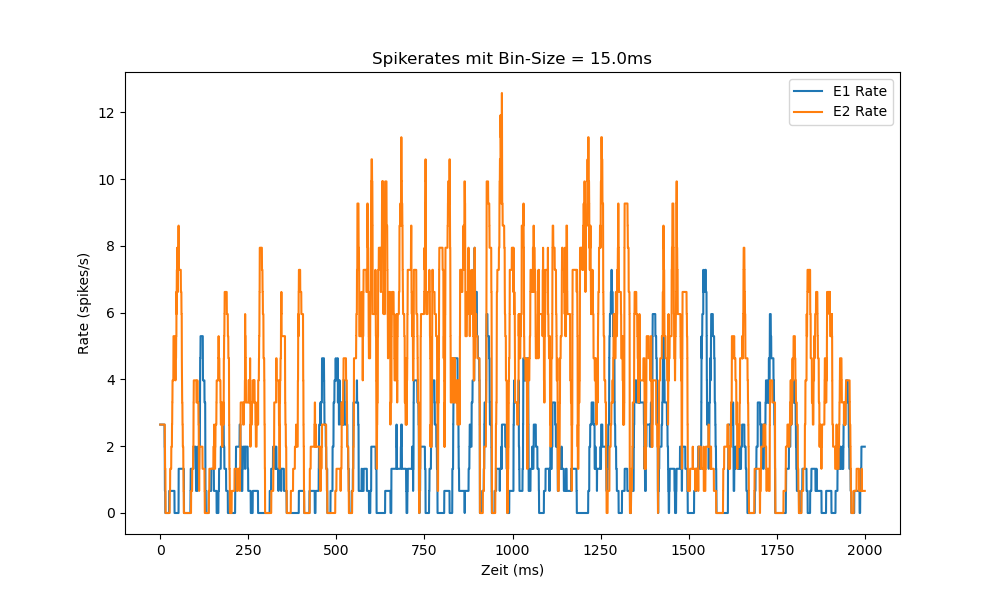 Spikerates mit Bin-Size = 15.0ms
E1 Rate
E2 Rate
12
10
8
6
4
2
0
Rate (spikes/s)
0 250 500 750 1000 1250 1500 1750 2000
Zeit (ms)